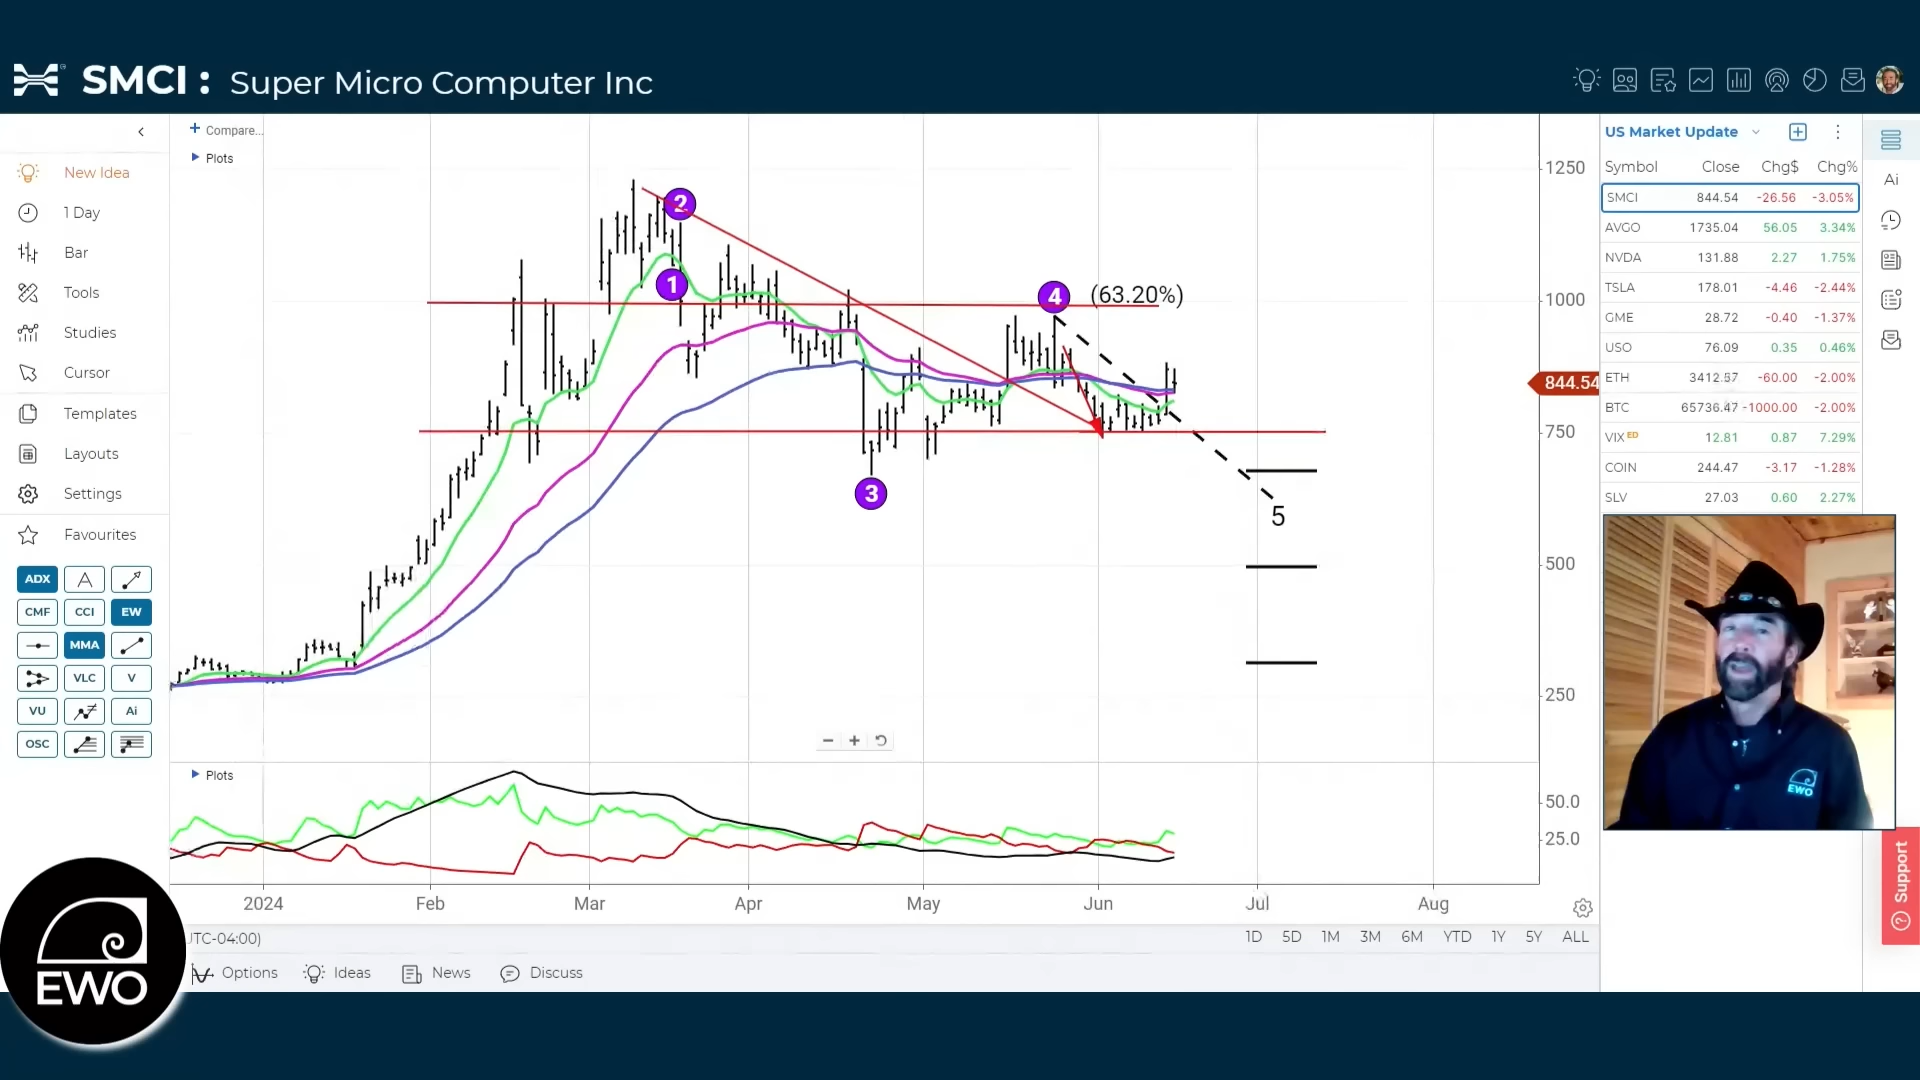 SMCI : Super Micro Computer Inc
+ Compare...
Plots
New Idea
1 Day
Bar
Tools
Studies
Cursor
Templates
Layouts
Settings
Favourites
ADX
CMF CCI EW
MMA
VLC V
VU Ai
OSC
2
1
4 (63.20%)
3
5
1250
1000
844.54
750
500
250
Plots
50.0
25.0
2024 Feb Mar Apr May Jun Jul Aug
UTC-04:00)
1D 5D 1M 3M 6M YTD 1Y 5Y ALL
Options Ideas News Discuss
EWO
US Market Update
Symbol Close Chg$ Chg%
SMCI 844.54 -26.56 -3.05%
AVGO 1735.04 56.05 3.34%
NVDA 131.88 2.27 1.75%
TSLA 178.01 -4.46 -2.44%
GME 28.72 -0.40 -1.37%
USO 76.09 0.35 0.46%
ETH 3412.57 -60.00 -2.00%
BTC 65736.47 -1000.00 -2.00%
VIX ED 12.81 0.87 7.29%
COIN 244.47 -3.17 -1.28%
SLV 27.03 0.60 2.27%
Ai
EWO
Support